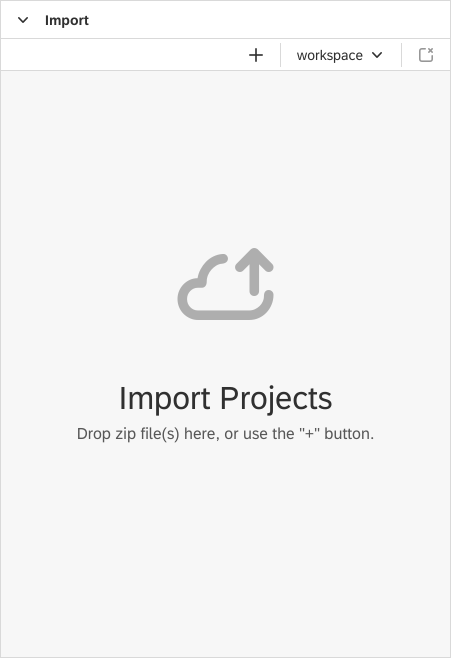 Import
workspace
Import Projects
Drop zip file(s) here, or use the "+" button.